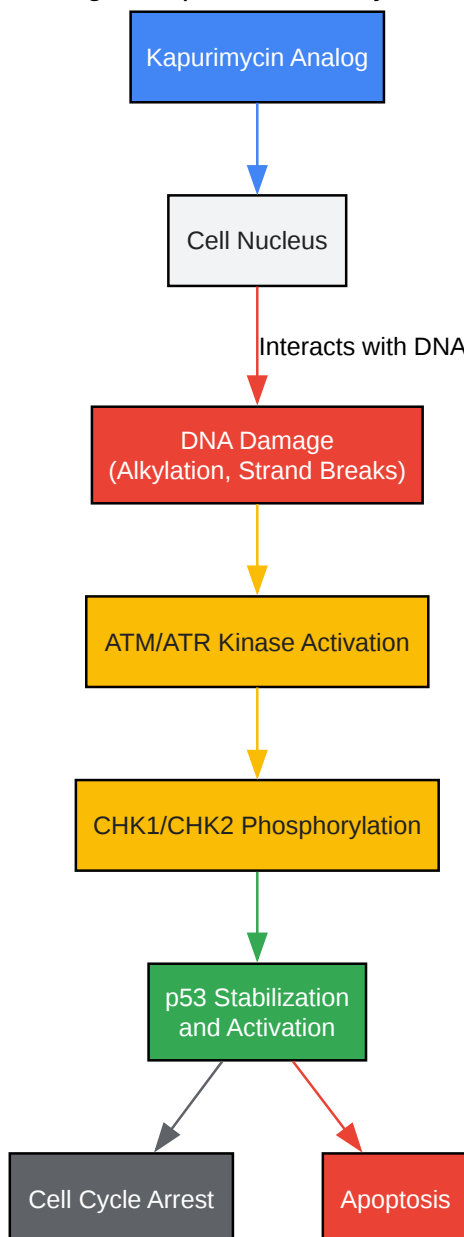 Kapurimycin Analog
Cell Nucleus
Interacts with DNA
DNA Damage
(Alkylation, Strand Breaks)
ATM/ATR Kinase Activation
CHK1/CHK2 Phosphorylation
p53 Stabilization
and Activation
Cell Cycle Arrest
Apoptosis